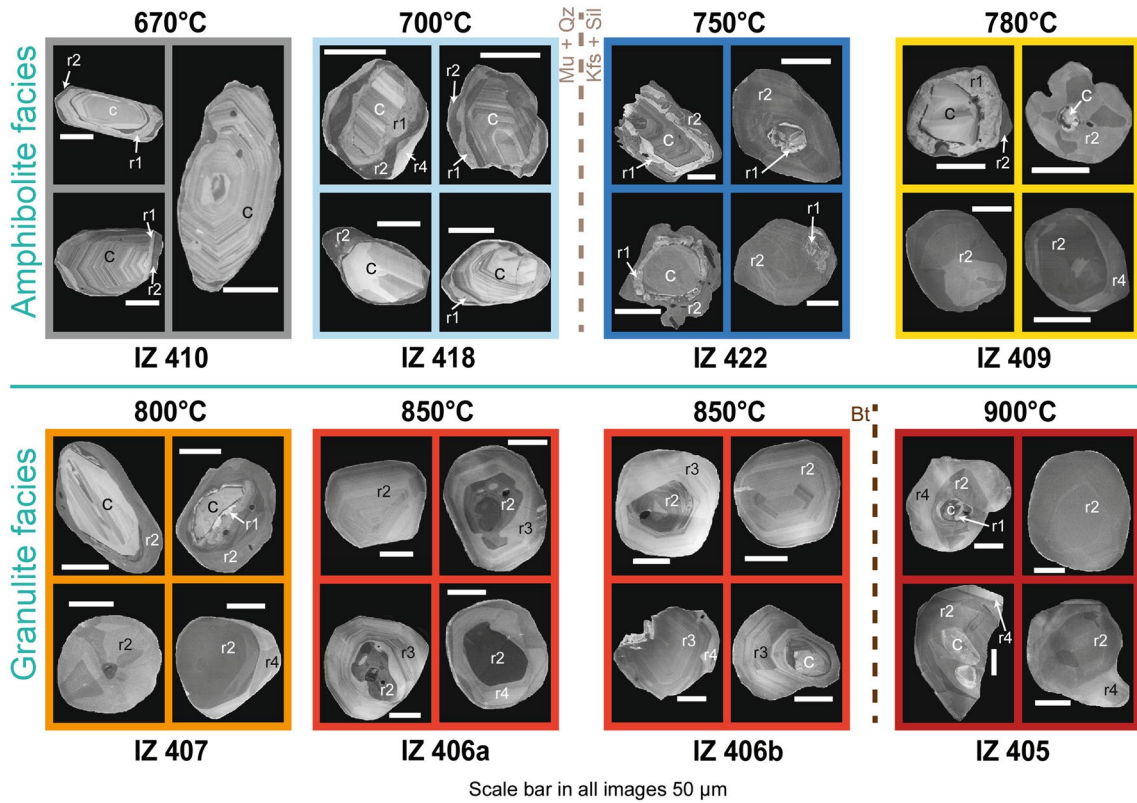 670°C
700°C
750°C
780°C
Amphibolite facies
Mu + Qz
Kfs + Sil
r2
C
r1
C
r1
C
r2
C
r1
r2
r4
r2
C
r1
r2
C
C
r1
r2
C
r1
r2
r1
r1
C
r2
r1
r2
r1
C
r2
C
r2
r2
r2
r4
IZ 410
IZ 418
IZ 422
IZ 409
800°C
850°C
850°C
900°C
Bt
Granulite facies
C
r2
C
r1
r2
r2
r2
r4
r2
r2
r3
r3
r2
r2
r4
r3
r2
r2
r3
r4
r3
C
r4
r2
C
r1
r2
r2
r4
C
r2
r4
IZ 407
IZ 406a
IZ 406b
IZ 405
Scale bar in all images 50 µm